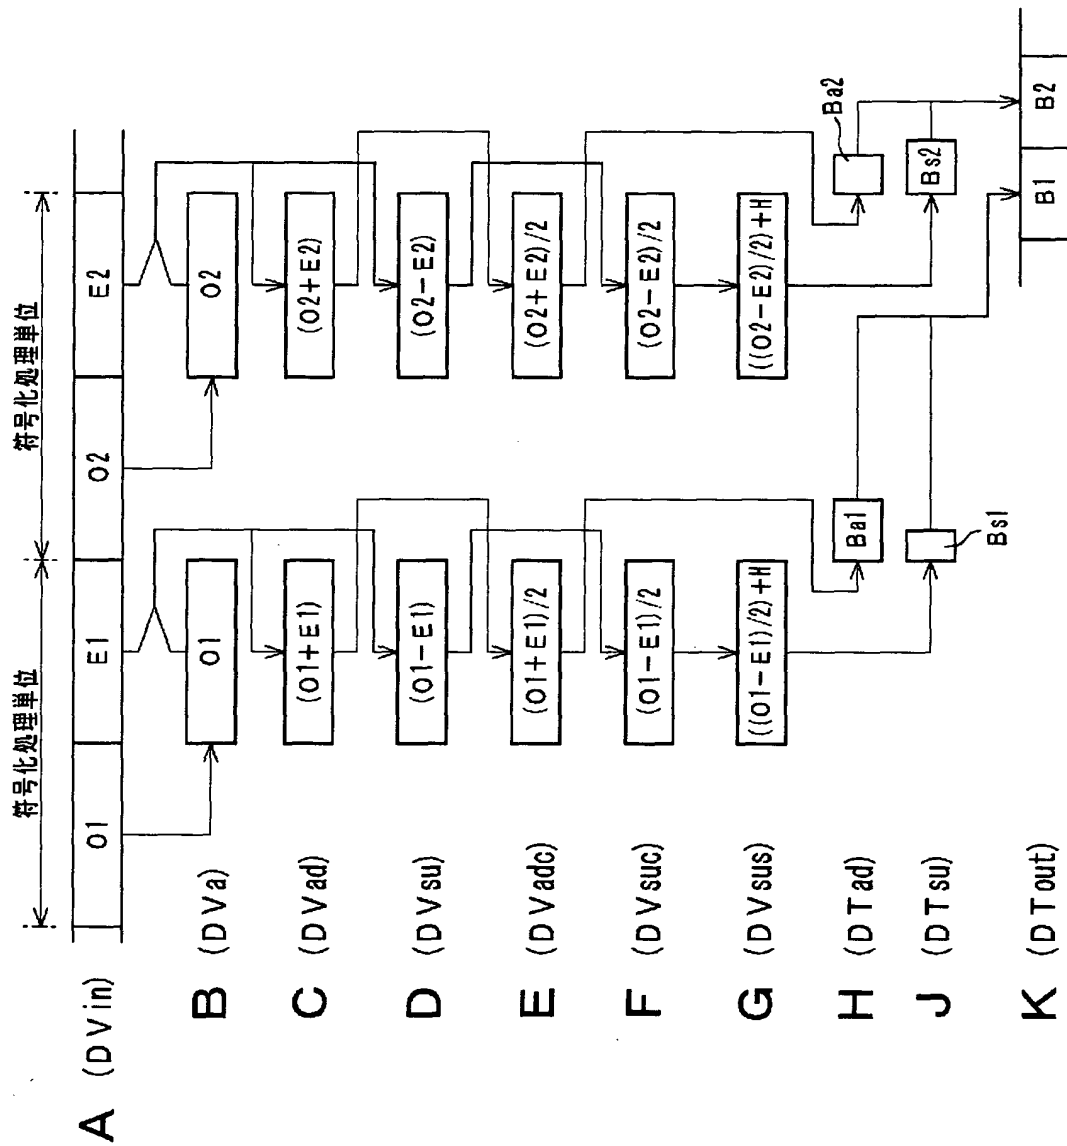 符号化処理単位 符号化処理単位
A (DVin) O1 E1 O2 E2
B (DVa) O1 O2
C (DVad) (O1+E1) (O2+E2)
D (DVsu) (O1−E1) (O2−E2)
E (DVadc) (O1+E1)/2 (O2+E2)/2
F (DVsuc) (O1−E1)/2 (O2−E2)/2
G (DVsus) ((O1−E1)/2)+H ((O2−E2)/2)+H
H (DTad) Ba1 Ba2
J (DTsu) Bs1 Bs2
K (DTout) B1 B2